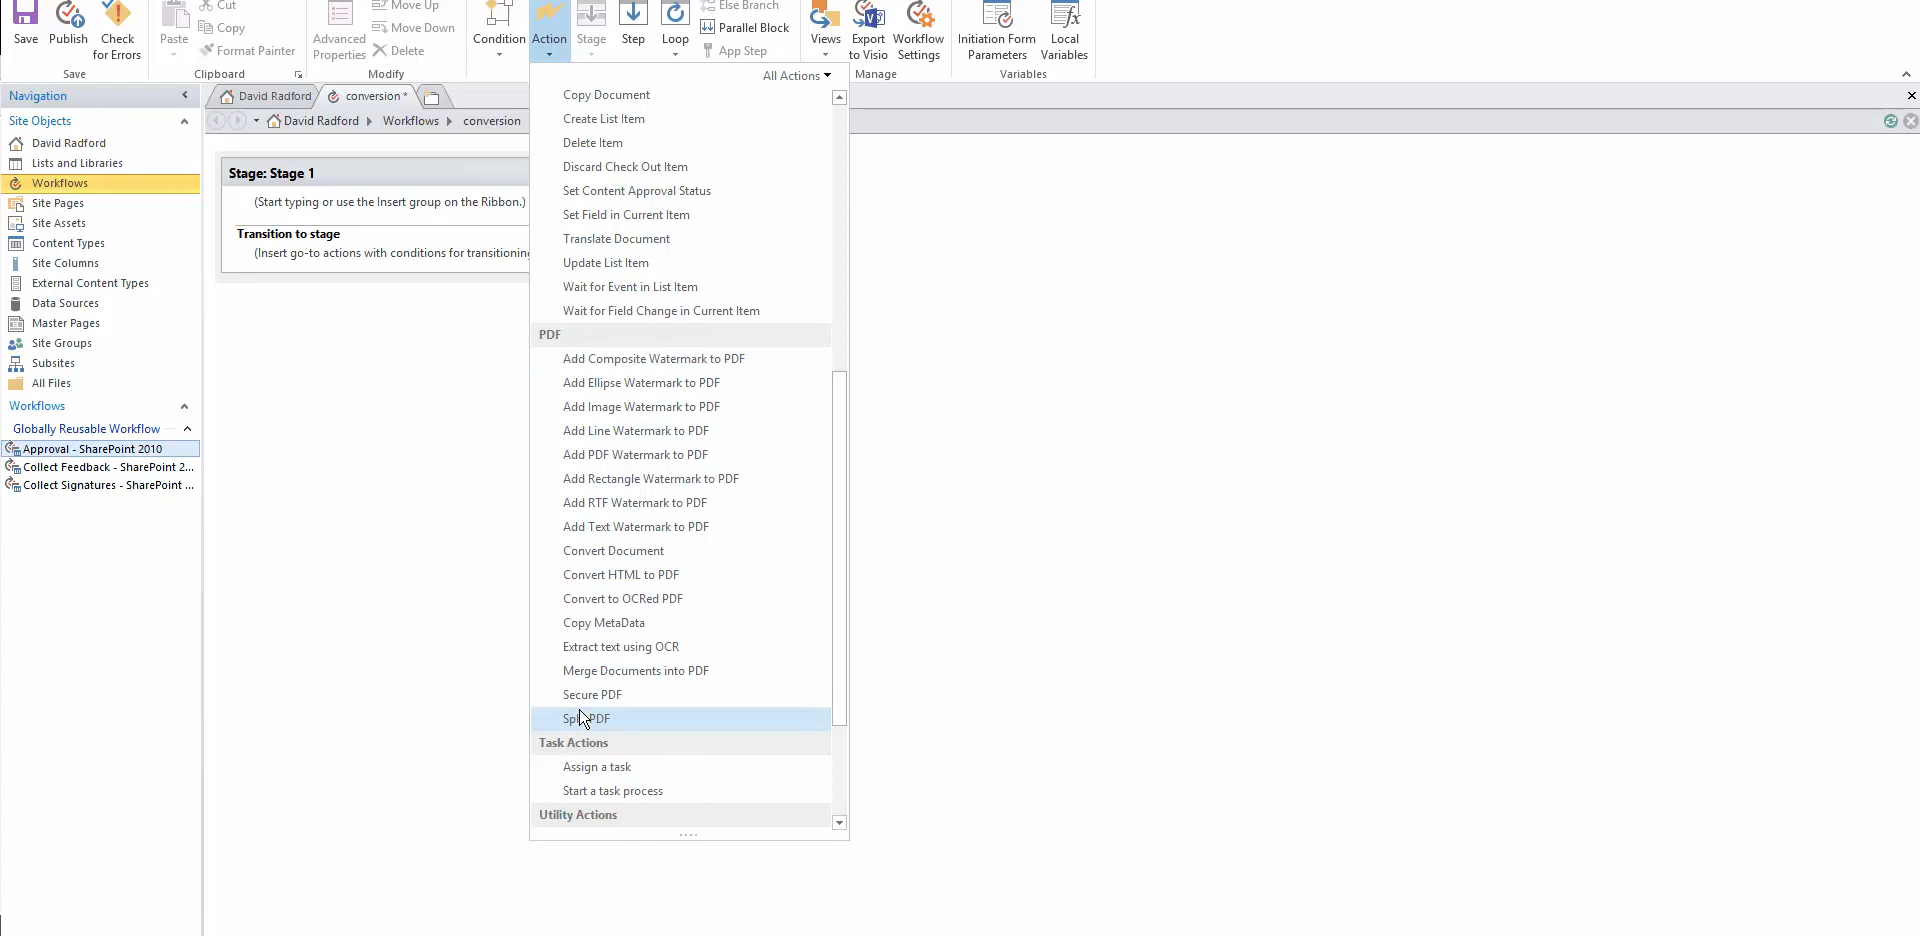 Save
Publish
Check
for Errors
Save
Paste
Cut
Copy
Format Painter
Clipboard
Advanced
Properties
Move Up
Move Down
Delete
Modify
Condition
Action
Stage
Step
Loop
Else Branch
Parallel Block
App Step
Views
Export
to Visio
Workflow
Settings
Manage
Initiation Form
Parameters
Local
Variables
Variables
Navigation
Site Objects
David Radford
Lists and Libraries
Workflows
Site Pages
Site Assets
Content Types
Site Columns
External Content Types
Data Sources
Master Pages
Site Groups
Subsites
All Files
Workflows
Globally Reusable Workflow
Approval - SharePoint 2010
Collect Feedback - SharePoint 2...
Collect Signatures - SharePoint ...
David Radford
conversion *
David Radford
Workflows
conversion
Stage: Stage 1
(Start typing or use the Insert group on the Ribbon.)
Transition to stage
(Insert go-to actions with conditions for transitioning
All Actions
Copy Document
Create List Item
Delete Item
Discard Check Out Item
Set Content Approval Status
Set Field in Current Item
Translate Document
Update List Item
Wait for Event in List Item
Wait for Field Change in Current Item
PDF
Add Composite Watermark to PDF
Add Ellipse Watermark to PDF
Add Image Watermark to PDF
Add Line Watermark to PDF
Add PDF Watermark to PDF
Add Rectangle Watermark to PDF
Add RTF Watermark to PDF
Add Text Watermark to PDF
Convert Document
Convert HTML to PDF
Convert to OCRed PDF
Copy MetaData
Extract text using OCR
Merge Documents into PDF
Secure PDF
Split PDF
Task Actions
Assign a task
Start a task process
Utility Actions